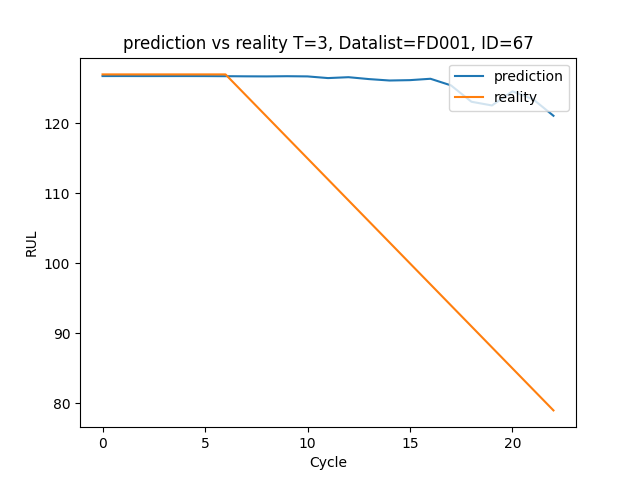 prediction vs reality T=3, Datalist=FD001, ID=67
prediction
reality
120
110
100
90
80
RUL
0 5 10 15 20
Cycle